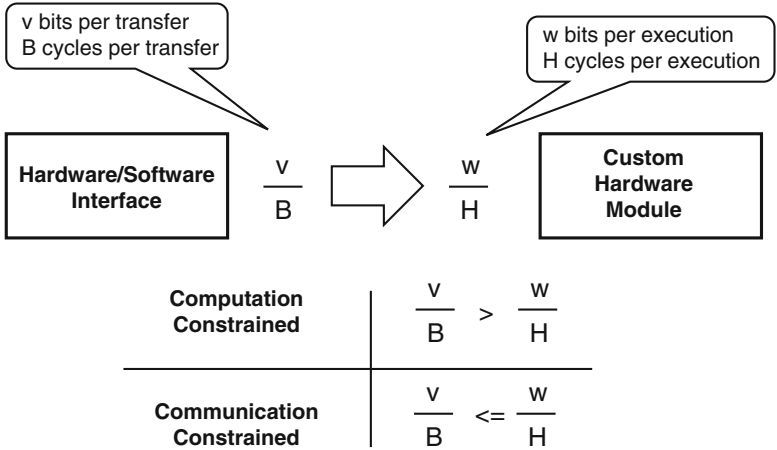 v bits per transfer
B cycles per transfer
w bits per execution
H cycles per execution
Hardware/Software
Interface
v
B
w
H
Custom
Hardware
Module
Computation
Constrained
v
B
>
w
H
Communication
Constrained
v
B
<=
w
H